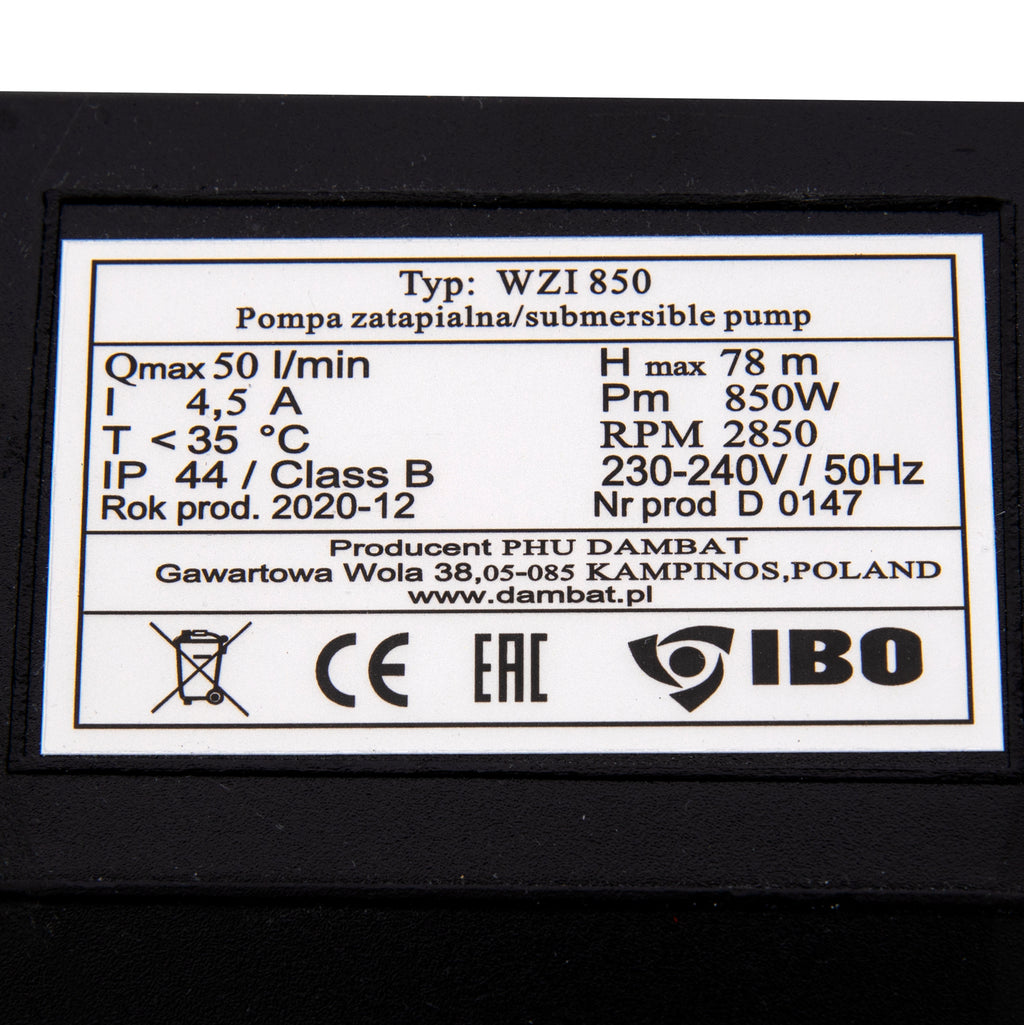 Typ: WZI 850
Pompa zatapialna/submersible pump
Qmax 50 l/min H max 78 m
I 4,5 A Pm 850W
T < 35 °C RPM 2850
IP 44 / Class B 230-240V / 50Hz
Rok prod. 2020-12 Nr prod D 0147
Producent PHU DAMBAT
Gawartowa Wola 38,05-085 KAMPINOS,POLAND
www.dambat.pl
CE EAC IBO